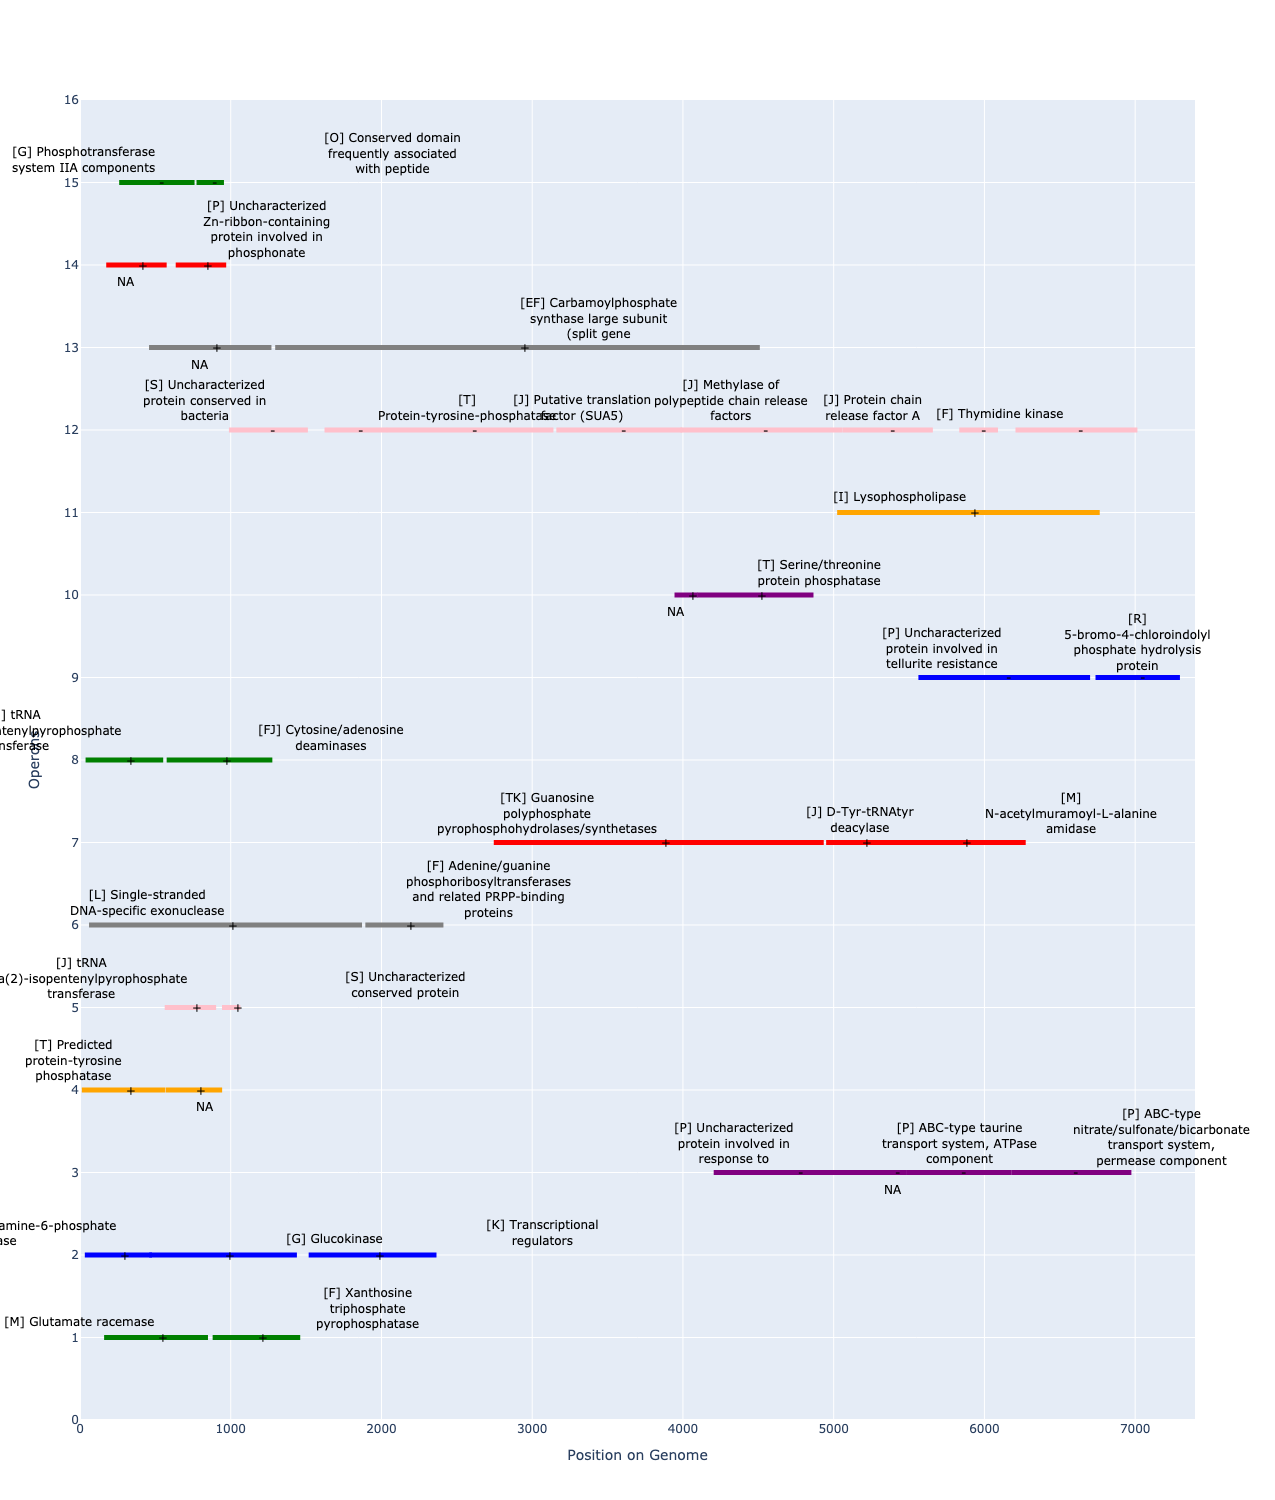 16
[O] Conserved domain
frequently associated
with peptide
[G] Phosphotransferase
system IIA components
15
[P] Uncharacterized
Zn-ribbon-containing
protein involved in
phosphonate
14
NA
[EF] Carbamoylphosphate
synthase large subunit
(split gene
13
NA
[S] Uncharacterized
protein conserved in
bacteria
[T]
Protein-tyrosine-phosphatase
[J] Putative translation
factor (SUA5)
[J] Methylase of
polypeptide chain release
factors
[J] Protein chain
release factor A
[F] Thymidine kinase
12
[I] Lysophospholipase
11
[T] Serine/threonine
protein phosphatase
10
NA
[P] Uncharacterized
protein involved in
tellurite resistance
[R]
5-bromo-4-chloroindolyl
phosphate hydrolysis
protein
9
] tRNA
ntenylpyrophosphate
nsferase
[FJ] Cytosine/adenosine
deaminases
8
Operons
[TK] Guanosine
polyphosphate
pyrophosphohydrolases/synthetases
[J] D-Tyr-tRNAtyr
deacylase
[M]
N-acetylmuramoyl-L-alanine
amidase
7
[L] Single-stranded
DNA-specific exonuclease
[F] Adenine/guanine
phosphoribosyltransferases
and related PRPP-binding
proteins
6
[J] tRNA
a(2)-isopentenylpyrophosphate
transferase
[S] Uncharacterized
conserved protein
5
[T] Predicted
protein-tyrosine
phosphatase
4
NA
[P] Uncharacterized
protein involved in
response to
[P] ABC-type taurine
transport system, ATPase
component
[P] ABC-type
nitrate/sulfonate/bicarbonate
transport system,
permease component
3
NA
amine-6-phosphate
ase
[G] Glucokinase
[K] Transcriptional
regulators
2
[M] Glutamate racemase
[F] Xanthosine
triphosphate
pyrophosphatase
1
0
0 1000 2000 3000 4000 5000 6000 7000
Position on Genome